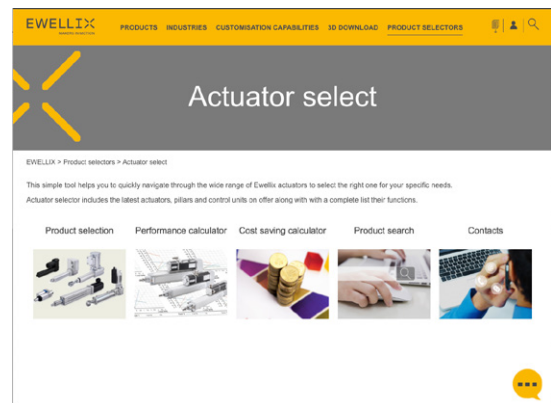 EWELLIX
PRODUCTS INDUSTRIES CUSTOMISATION CAPABILITIES 3D DOWNLOAD PRODUCT SELECTORS
Actuator select
EWELLIX > Product selectors > Actuator select
This simple tool helps you to quickly navigate through the wide range of Ewellix actuators to select the right one for your specific needs.
Actuator selector includes the latest actuators, pillars and control units on offer along with with a complete list their functions.
Product selection Performance calculator Cost saving calculator Product search Contacts